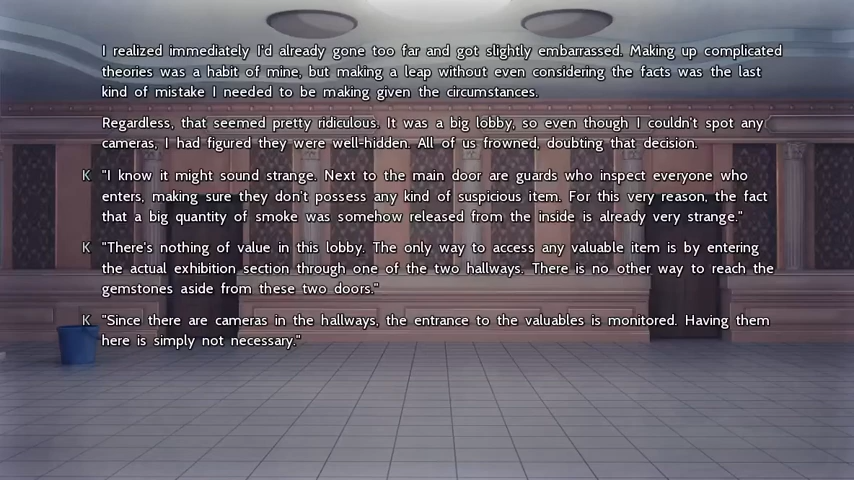 I realized immediately I'd already gone too far and got slightly embarrassed. Making up complicated
theories was a habit of mine, but making a leap without even considering the facts was the last
kind of mistake I needed to be making given the circumstances.
Regardless, that seemed pretty ridiculous. It was a big lobby, so even though I couldn't spot any
cameras, I had figured they were well-hidden. All of us frowned, doubting that decision.
K "I know it might sound strange. Next to the main door are guards who inspect everyone who
enters, making sure they don't possess any kind of suspicious item. For this very reason, the fact
that a big quantity of smoke was somehow released from the inside is already very strange."
K "There's nothing of value in this lobby. The only way to access any valuable item is by entering
the actual exhibition section through one of the two hallways. There is no other way to reach the
gemstones aside from these two doors."
K "Since there are cameras in the hallways, the entrance to the valuables is monitored. Having them
here is simply not necessary."